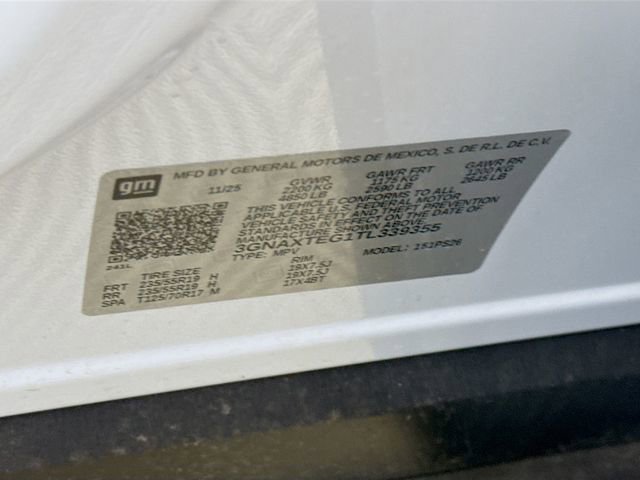 gm
MFD BY GENERAL MOTORS DE MEXICO, S. DE R.L. DE C.V.
11/25 GVWR GAWR FRT GAWR RR
2200 KG 1175 KG 1200 KG
4850 LB 2590 LB 2645 LB
THIS VEHICLE CONFORMS TO ALL
APPLICABLE U.S. FEDERAL MOTOR
VEHICLE SAFETY AND THEFT PREVENTION
STANDARDS IN EFFECT ON THE DATE OF
MANUFACTURE SHOWN ABOVE.
3GNAXTEG1TL339355
TYPE: MPV MODEL: 1S1PS26
241L
TIRE SIZE RIM
FRT 235/55R19 H 19X7.5J
RR 235/55R19 H 19X7.5J
SPA T125/70R17 M 17X4BT